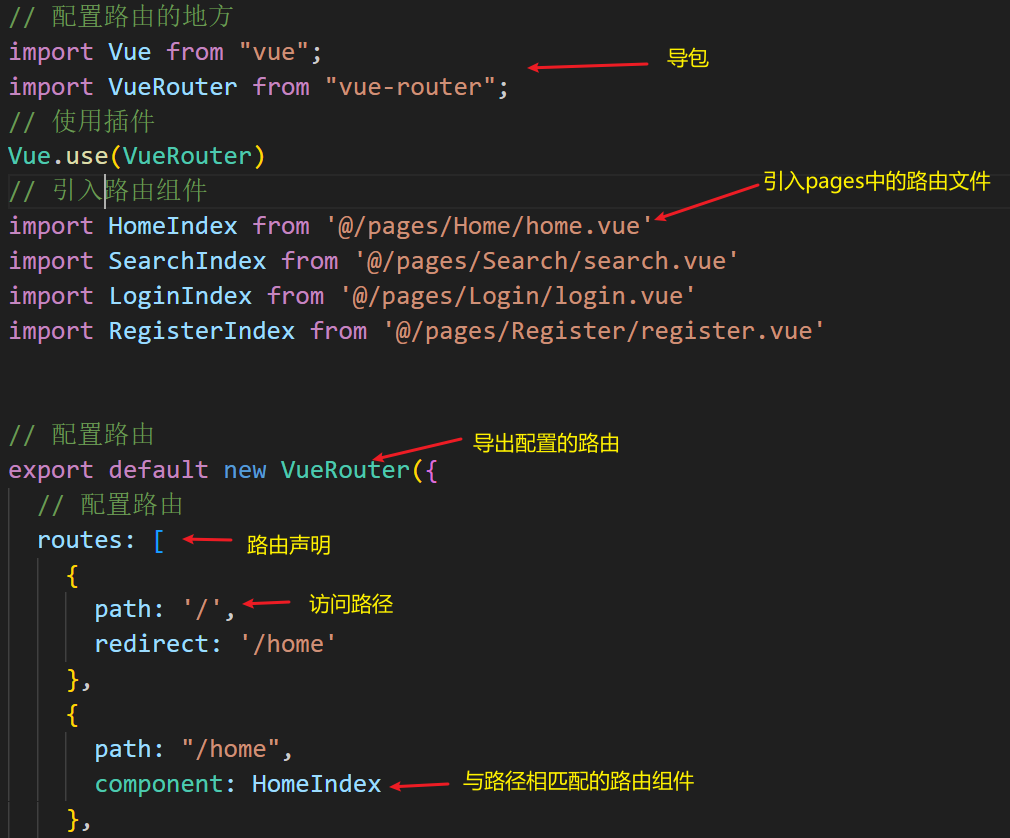 // 配置路由的地方
import Vue from "vue";
导包
import VueRouter from "vue-router";
// 使用插件
Vue.use(VueRouter)
引入pages中的路由文件
// 引入路由组件
import HomeIndex from '@/pages/Home/home.vue'
import SearchIndex from '@/pages/Search/search.vue'
import LoginIndex from '@/pages/Login/login.vue'
import RegisterIndex from '@/pages/Register/register.vue'
// 配置路由
导出配置的路由
export default new VueRouter({
// 配置路由
routes: [
路由声明
{
path: '/',
访问路径
redirect: '/home'
},
{
path: "/home",
component: HomeIndex
与路径相匹配的路由组件
},